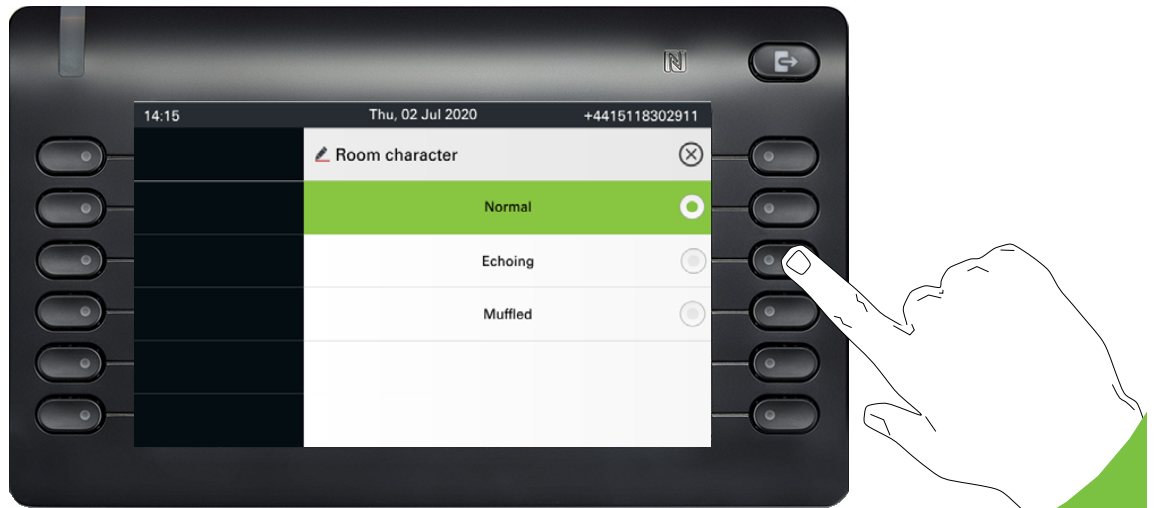 14:15 Thu, 02 Jul 2020 +4415118302911
Room character
Normal
Echoing
Muffled